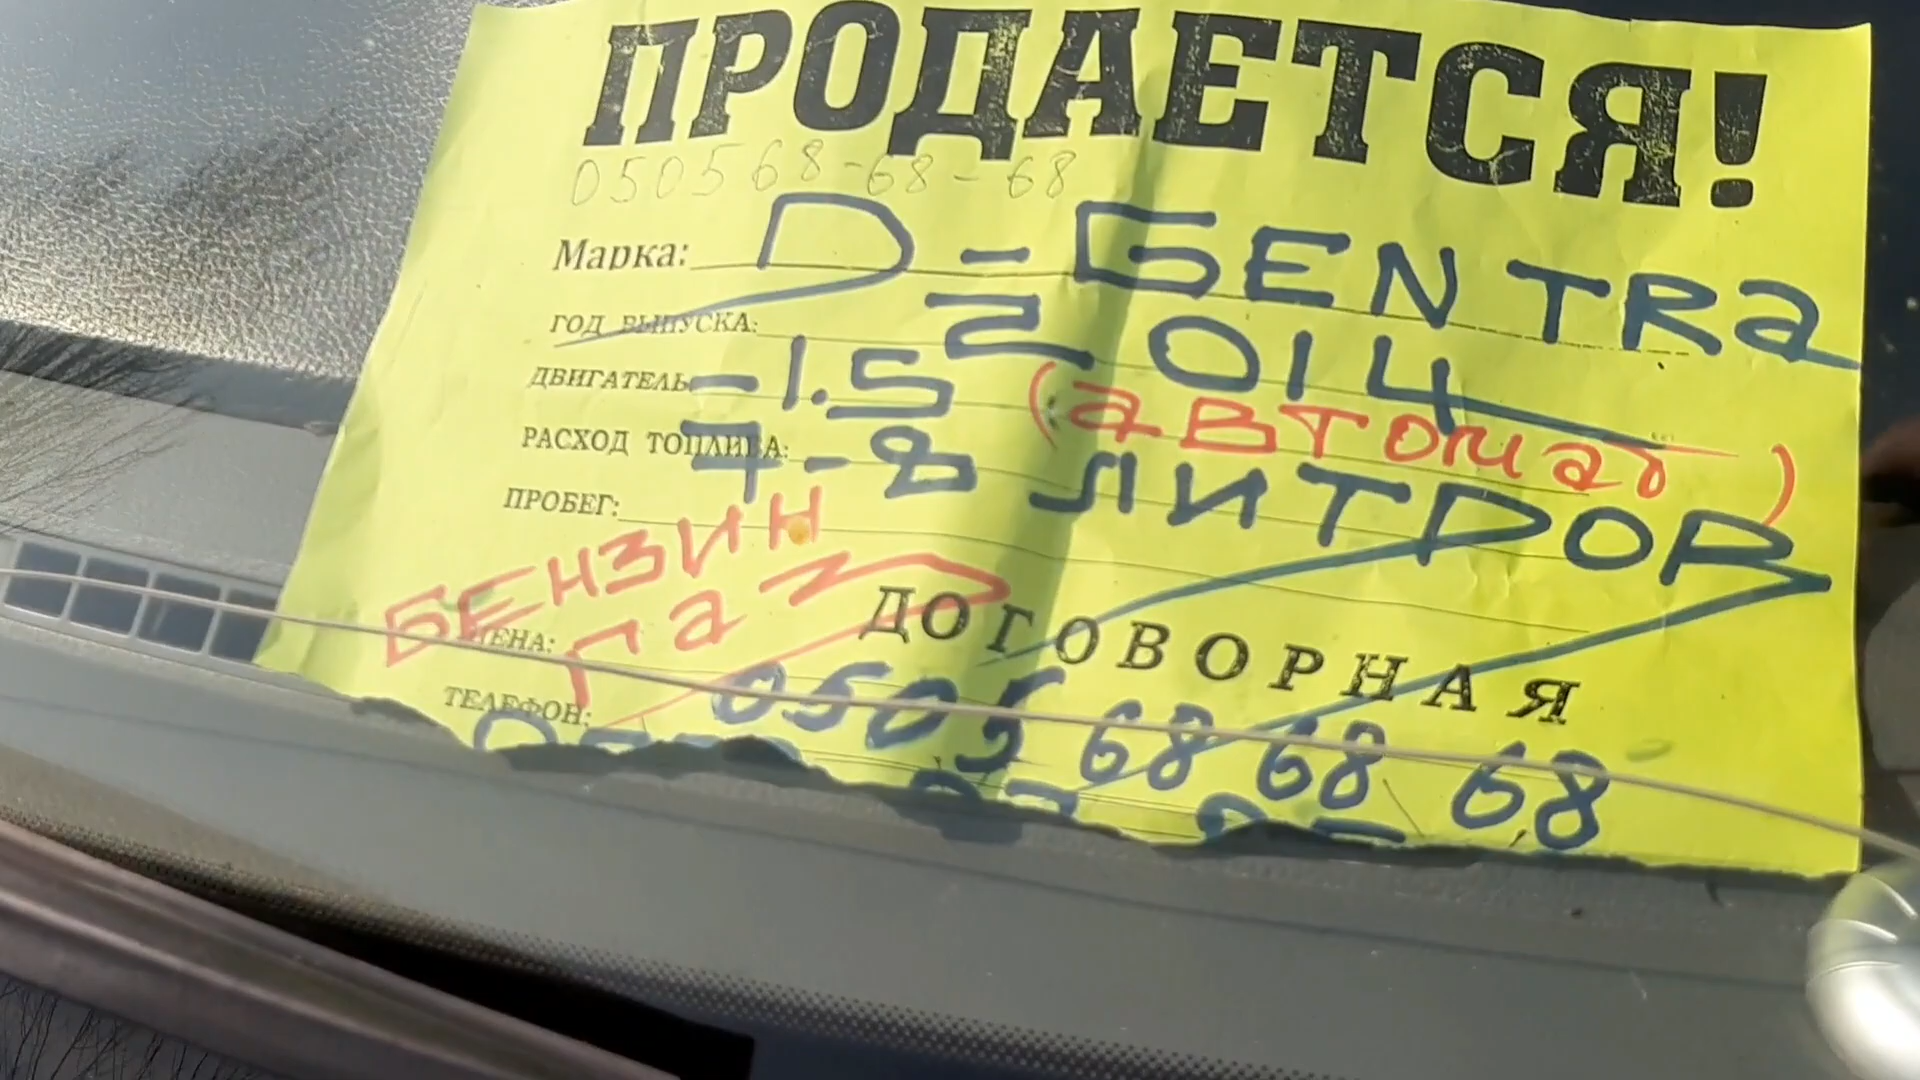 ПРОДАЕТСЯ!
050568-68-68
Марка: D-GENTRa
ГОД ВЫПУСКА: 2014
ДВИГАТЕЛЬ -1.5 (автомат)
РАСХОД ТОПЛИВА: 7-8 ЛИТРОВ
ПРОБЕГ:
БЕНЗИН
ГаЗ
ЦЕНА: ДОГОВОРНАЯ
ТЕЛЕФОН: 0505 68 68 68